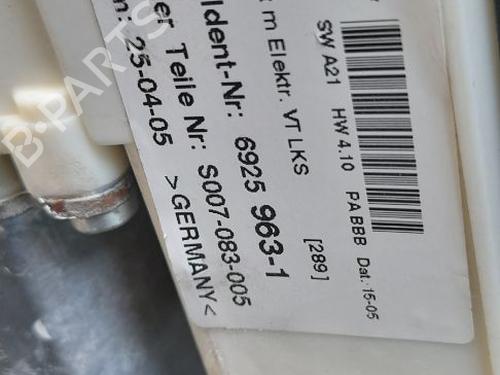 SW A21 HW 4.10 PA BBB Dat.: 15-05
m Elektr. VT LKS [289]
Ident-Nr: 6925 963-1
er Teile Nr: S007-083-005
: 25-04-05 >GERMANY<
B-PARTS